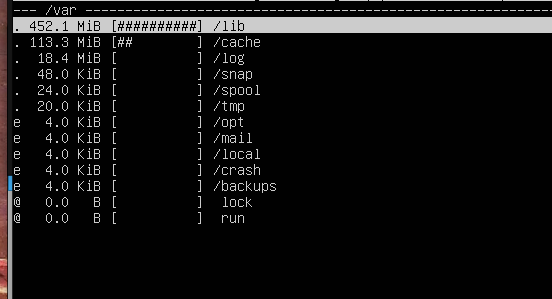 --- /var ---------------------------------------------------------------
. 452.1 MiB [##########] /lib
. 113.3 MiB [##        ] /cache
.  18.4 MiB [          ] /log
.  48.0 KiB [          ] /snap
.  24.0 KiB [          ] /spool
.  20.0 KiB [          ] /tmp
e   4.0 KiB [          ] /opt
e   4.0 KiB [          ] /mail
e   4.0 KiB [          ] /local
e   4.0 KiB [          ] /crash
e   4.0 KiB [          ] /backups
@   0.0   B [          ]  lock
@   0.0   B [          ]  run